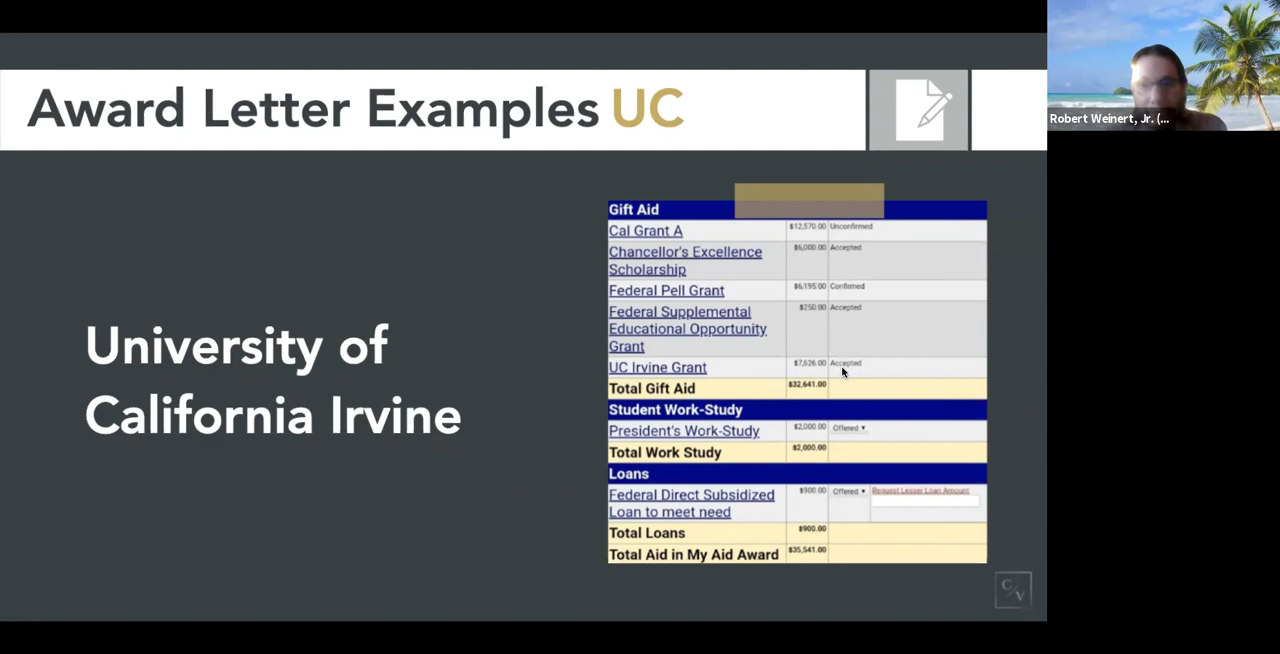 Award Letter Examples UC
University of
California Irvine
Gift Aid
Cal Grant A $12,570.00 Unconfirmed
Chancellor's Excellence $6,000.00 Accepted
Scholarship
Federal Pell Grant $6,195.00 Confirmed
Federal Supplemental $250.00 Accepted
Educational Opportunity
Grant
UC Irvine Grant $7,626.00 Accepted
Total Gift Aid $32,641.00
Student Work-Study
President's Work-Study $2,000.00 Offered
Total Work Study $2,000.00
Loans
Federal Direct Subsidized $900.00 Offered Request Lesser Loan Amount
Loan to meet need
Total Loans $900.00
Total Aid in My Aid Award $35,541.00
C/V
Robert Weinert, Jr. (...